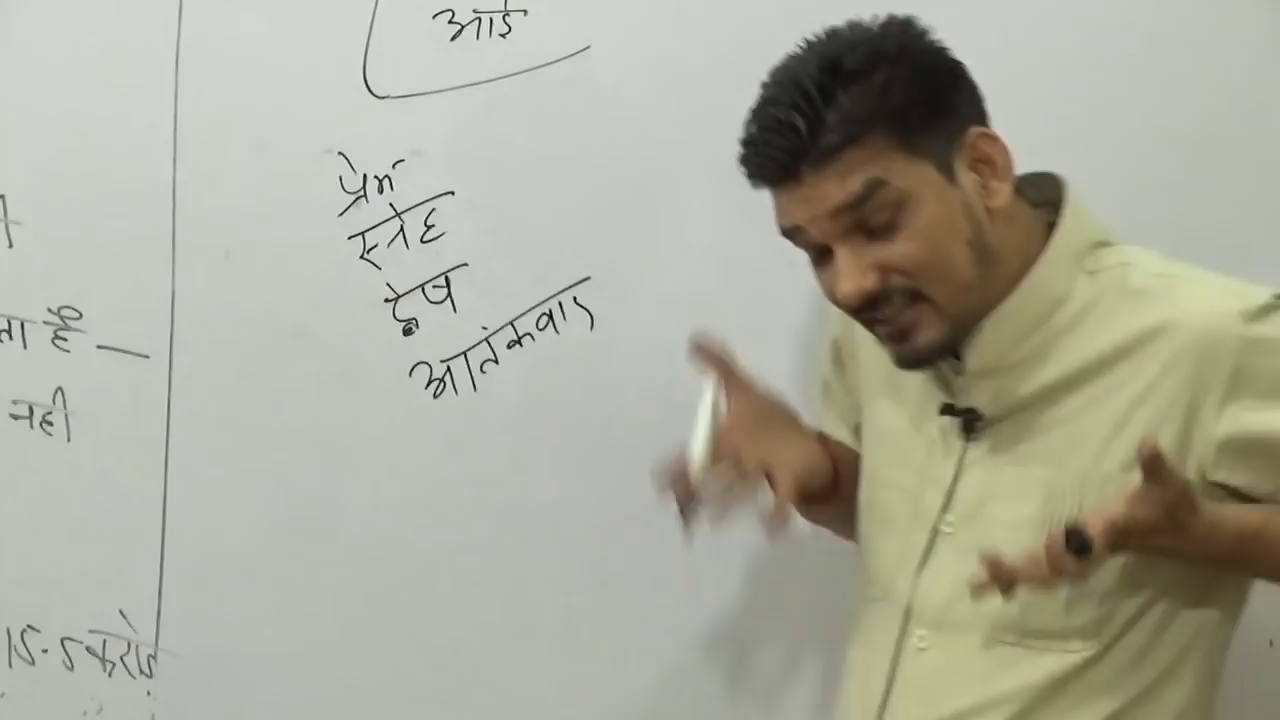 आई
प्रेम
स्नेह
द्वेष
आतंकवाद
ता है
नही
15.5 करोड़